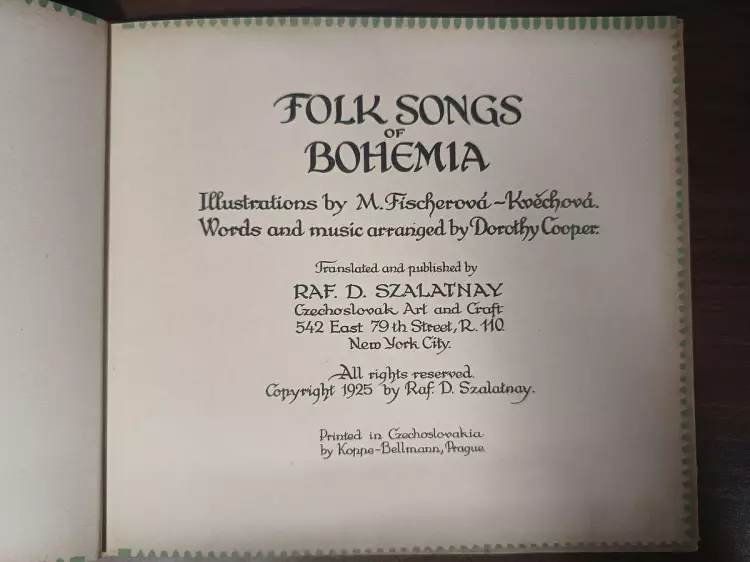 FOLK SONGS
OF
BOHEMIA
Illustrations by M. Fischerová-Kvěchová.
Words and music arranged by Dorothy Cooper.
Translated and published by
RAF. D. SZALATNAY
Czechoslovak Art and Craft
542 East 79th Street, R. 110
New York City.
All rights reserved.
Copyright 1925 by Raf. D. Szalatnay.
Printed in Czechoslovakia
by Koppe-Bellmann, Prague